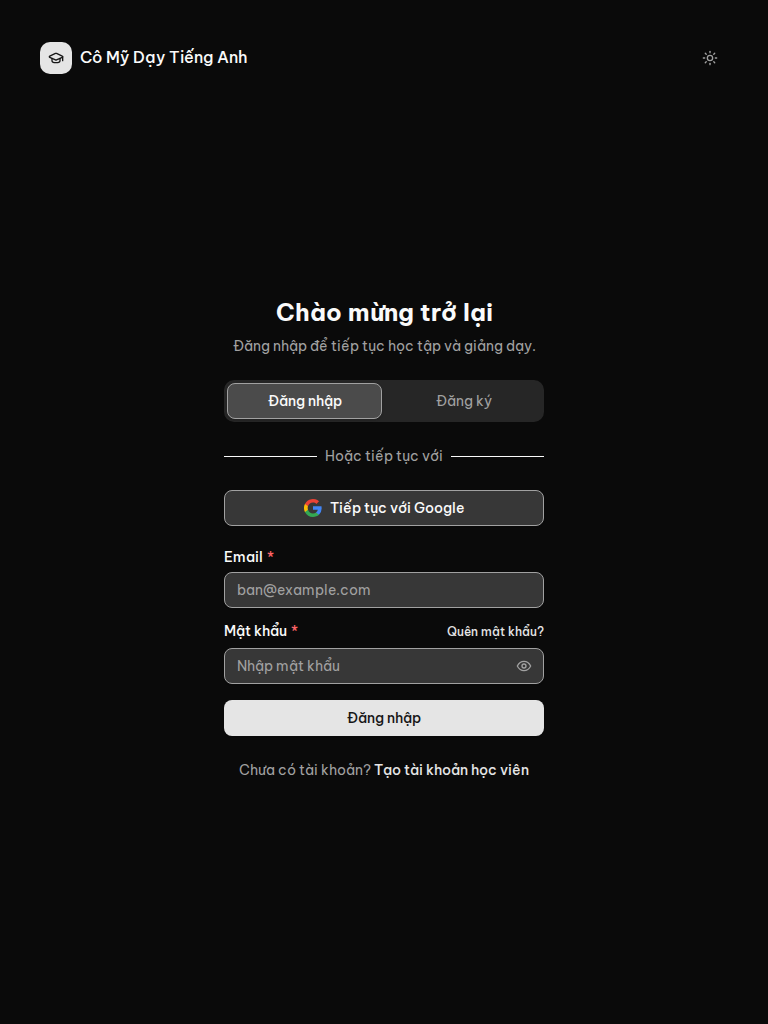 Cô Mỹ Dạy Tiếng Anh
Chào mừng trở lại
Đăng nhập để tiếp tục học tập và giảng dạy.
Đăng nhập
Đăng ký
Hoặc tiếp tục với
Tiếp tục với Google
Email *
ban@example.com
Mật khẩu *
Quên mật khẩu?
Nhập mật khẩu
Đăng nhập
Chưa có tài khoản? Tạo tài khoản học viên